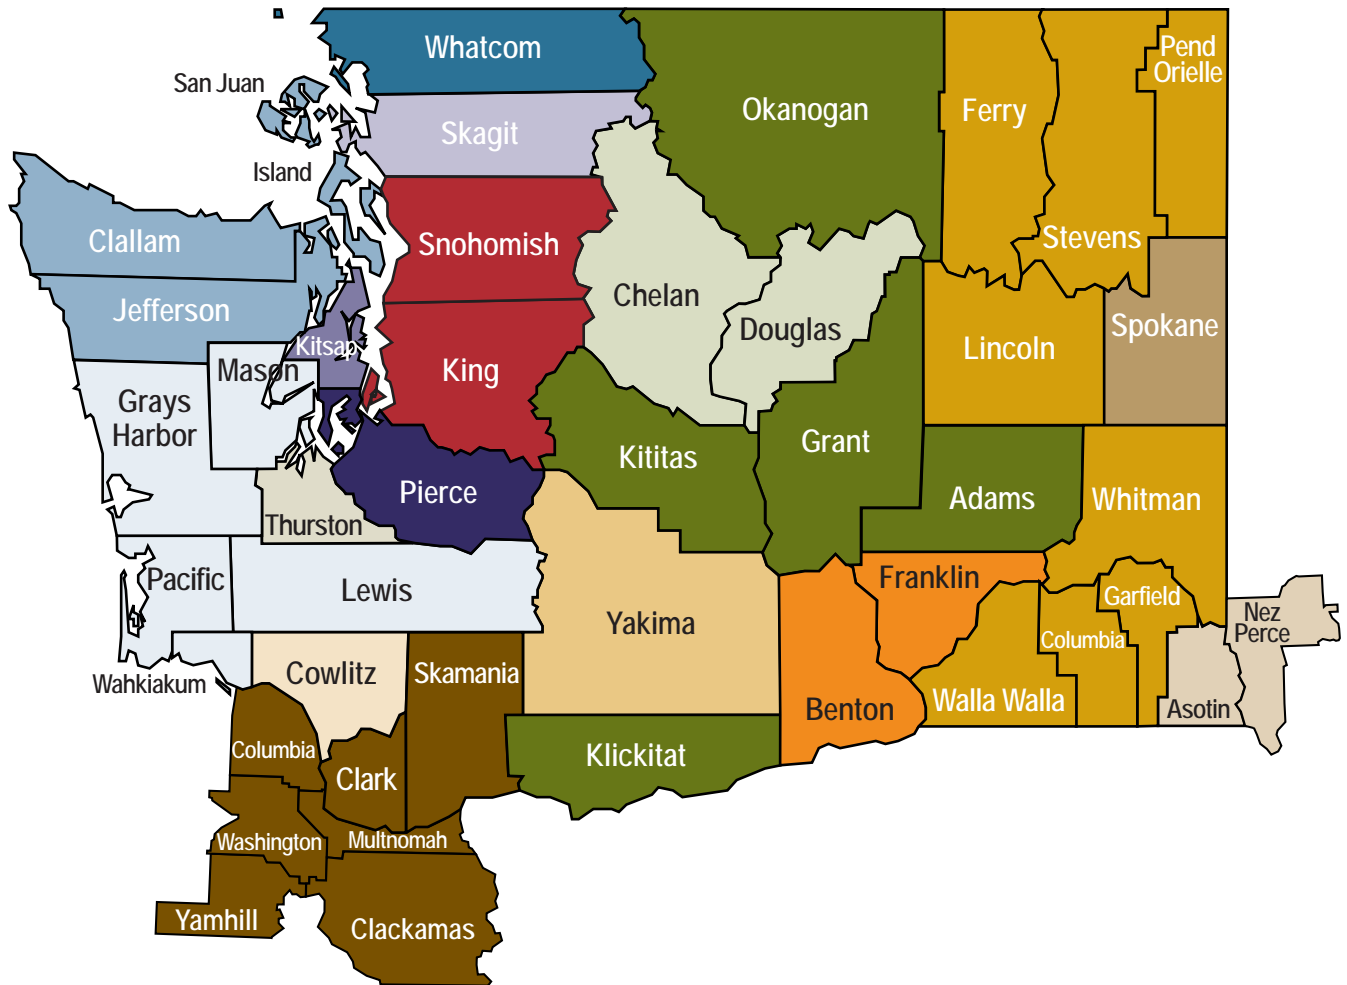 Whatcom
Pend
Orielle
San Juan
Okanogan
Ferry
Skagit
Island
Clallam
Snohomish
Stevens
Chelan
Jefferson
Douglas
Spokane
Kitsap
Lincoln
Mason
King
Grays
Harbor
Grant
Kititas
Pierce
Adams
Whitman
Thurston
Pacific
Lewis
Franklin
Garfield
Nez
Perce
Yakima
Columbia
Cowlitz
Skamania
Wahkiakum
Walla Walla
Benton
Asotin
Columbia
Klickitat
Clark
Washington
Multnomah
Yamhill
Clackamas